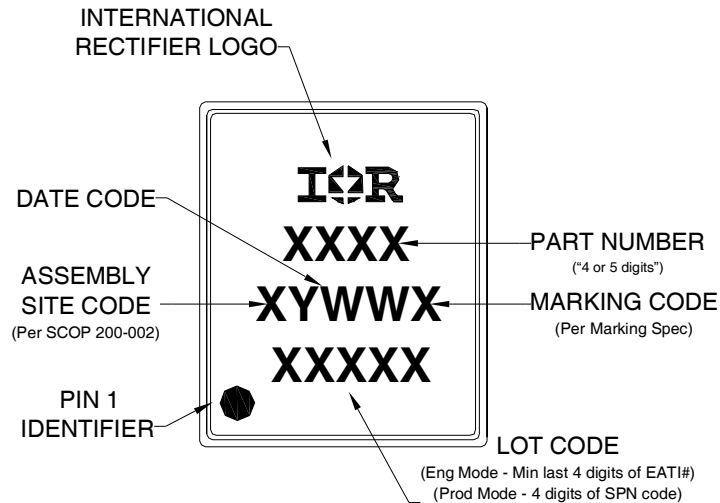 INTERNATIONAL
RECTIFIER LOGO
IOR
DATE CODE
XXXX
PART NUMBER
("4 or 5 digits")
ASSEMBLY
SITE CODE
(Per SCOP 200-002)
XYWWX
MARKING CODE
(Per Marking Spec)
XXXXX
PIN 1
IDENTIFIER
LOT CODE
(Eng Mode - Min last 4 digits of EATI#)
(Prod Mode - 4 digits of SPN code)